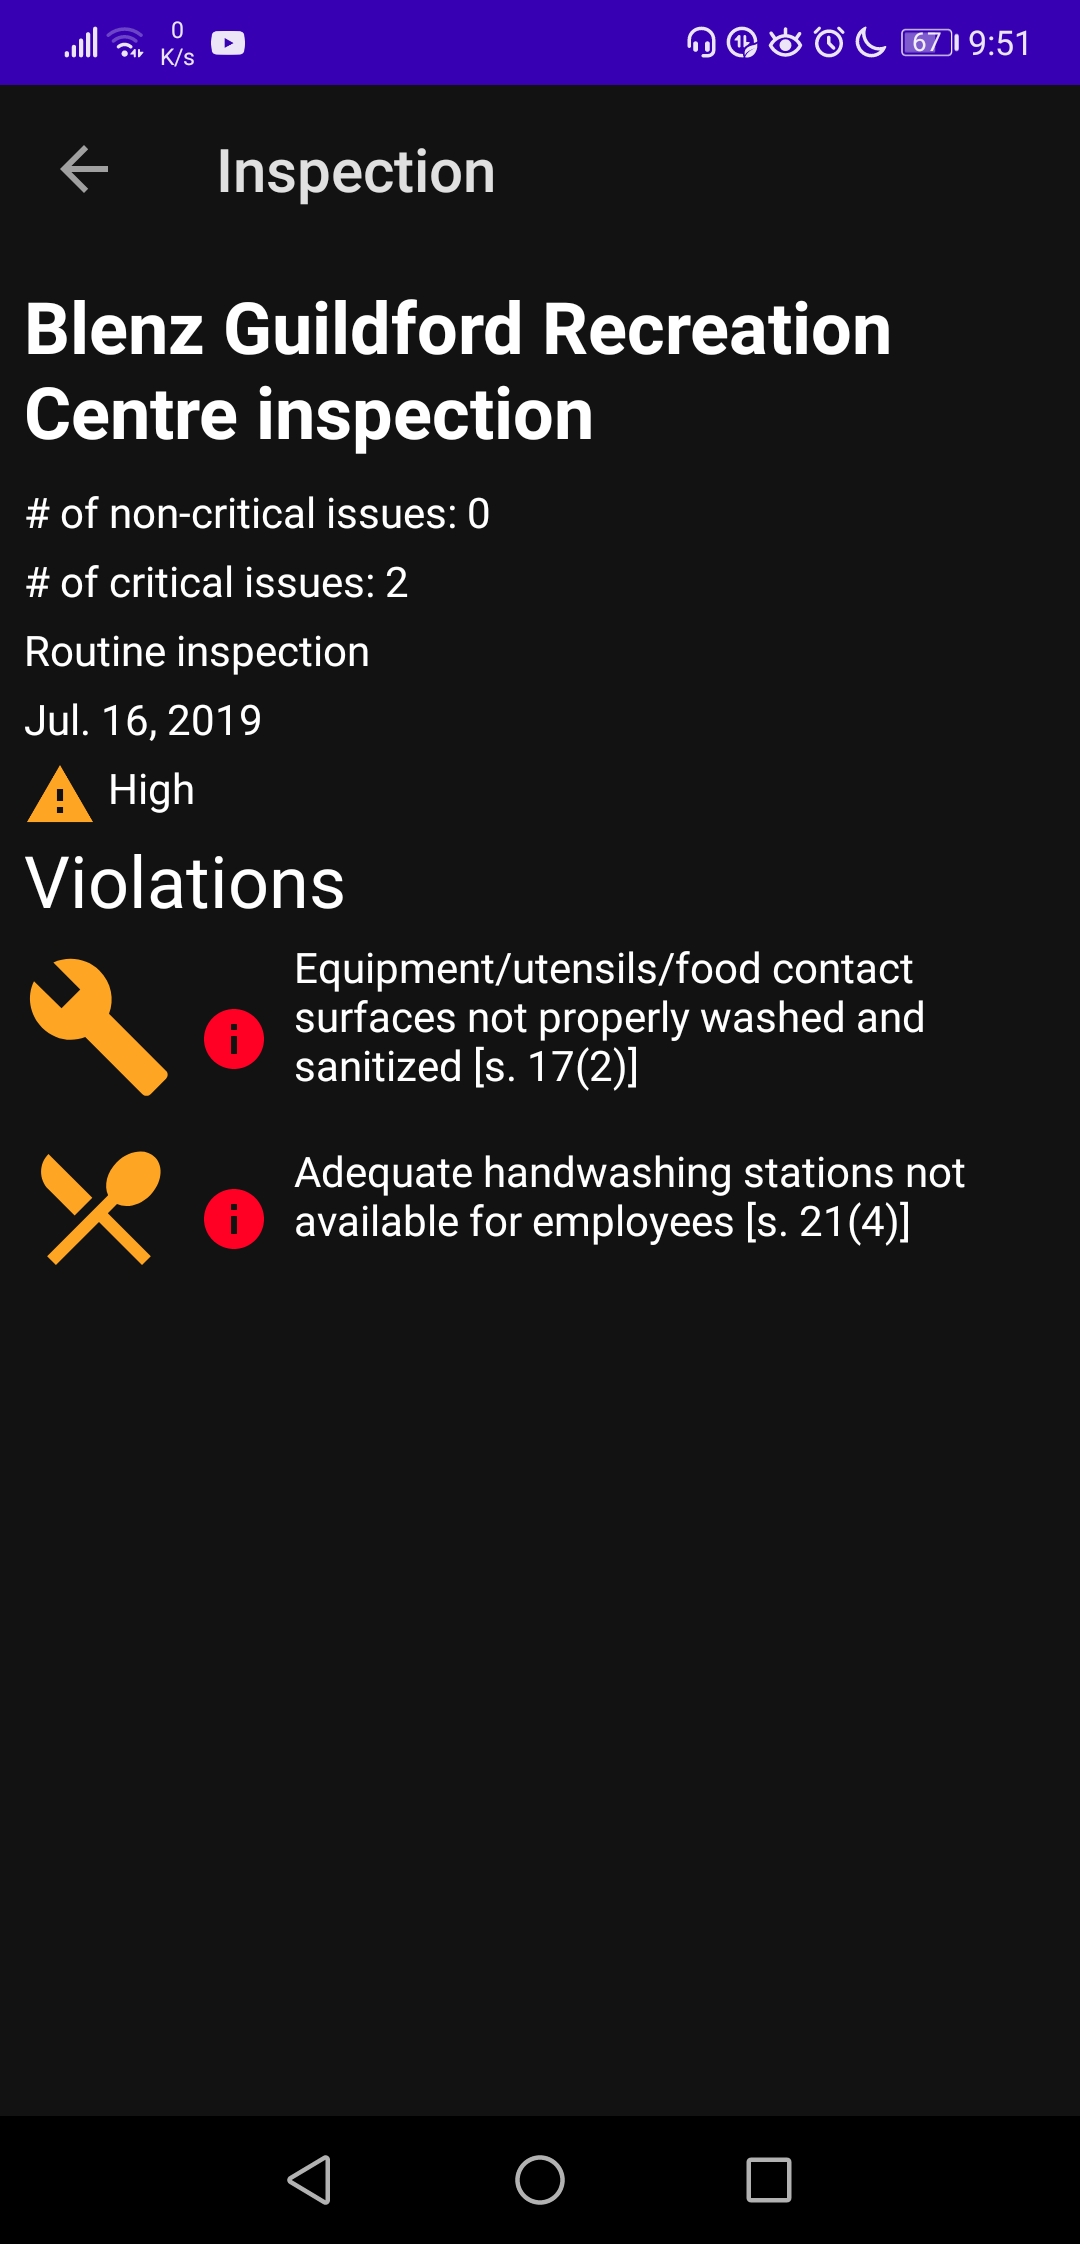 0
K/s
67
9:51
Inspection
Blenz Guildford Recreation
Centre inspection
# of non-critical issues: 0
# of critical issues: 2
Routine inspection
Jul. 16, 2019
High
Violations
Equipment/utensils/food contact
surfaces not properly washed and
sanitized [s. 17(2)]
Adequate handwashing stations not
available for employees [s. 21(4)]